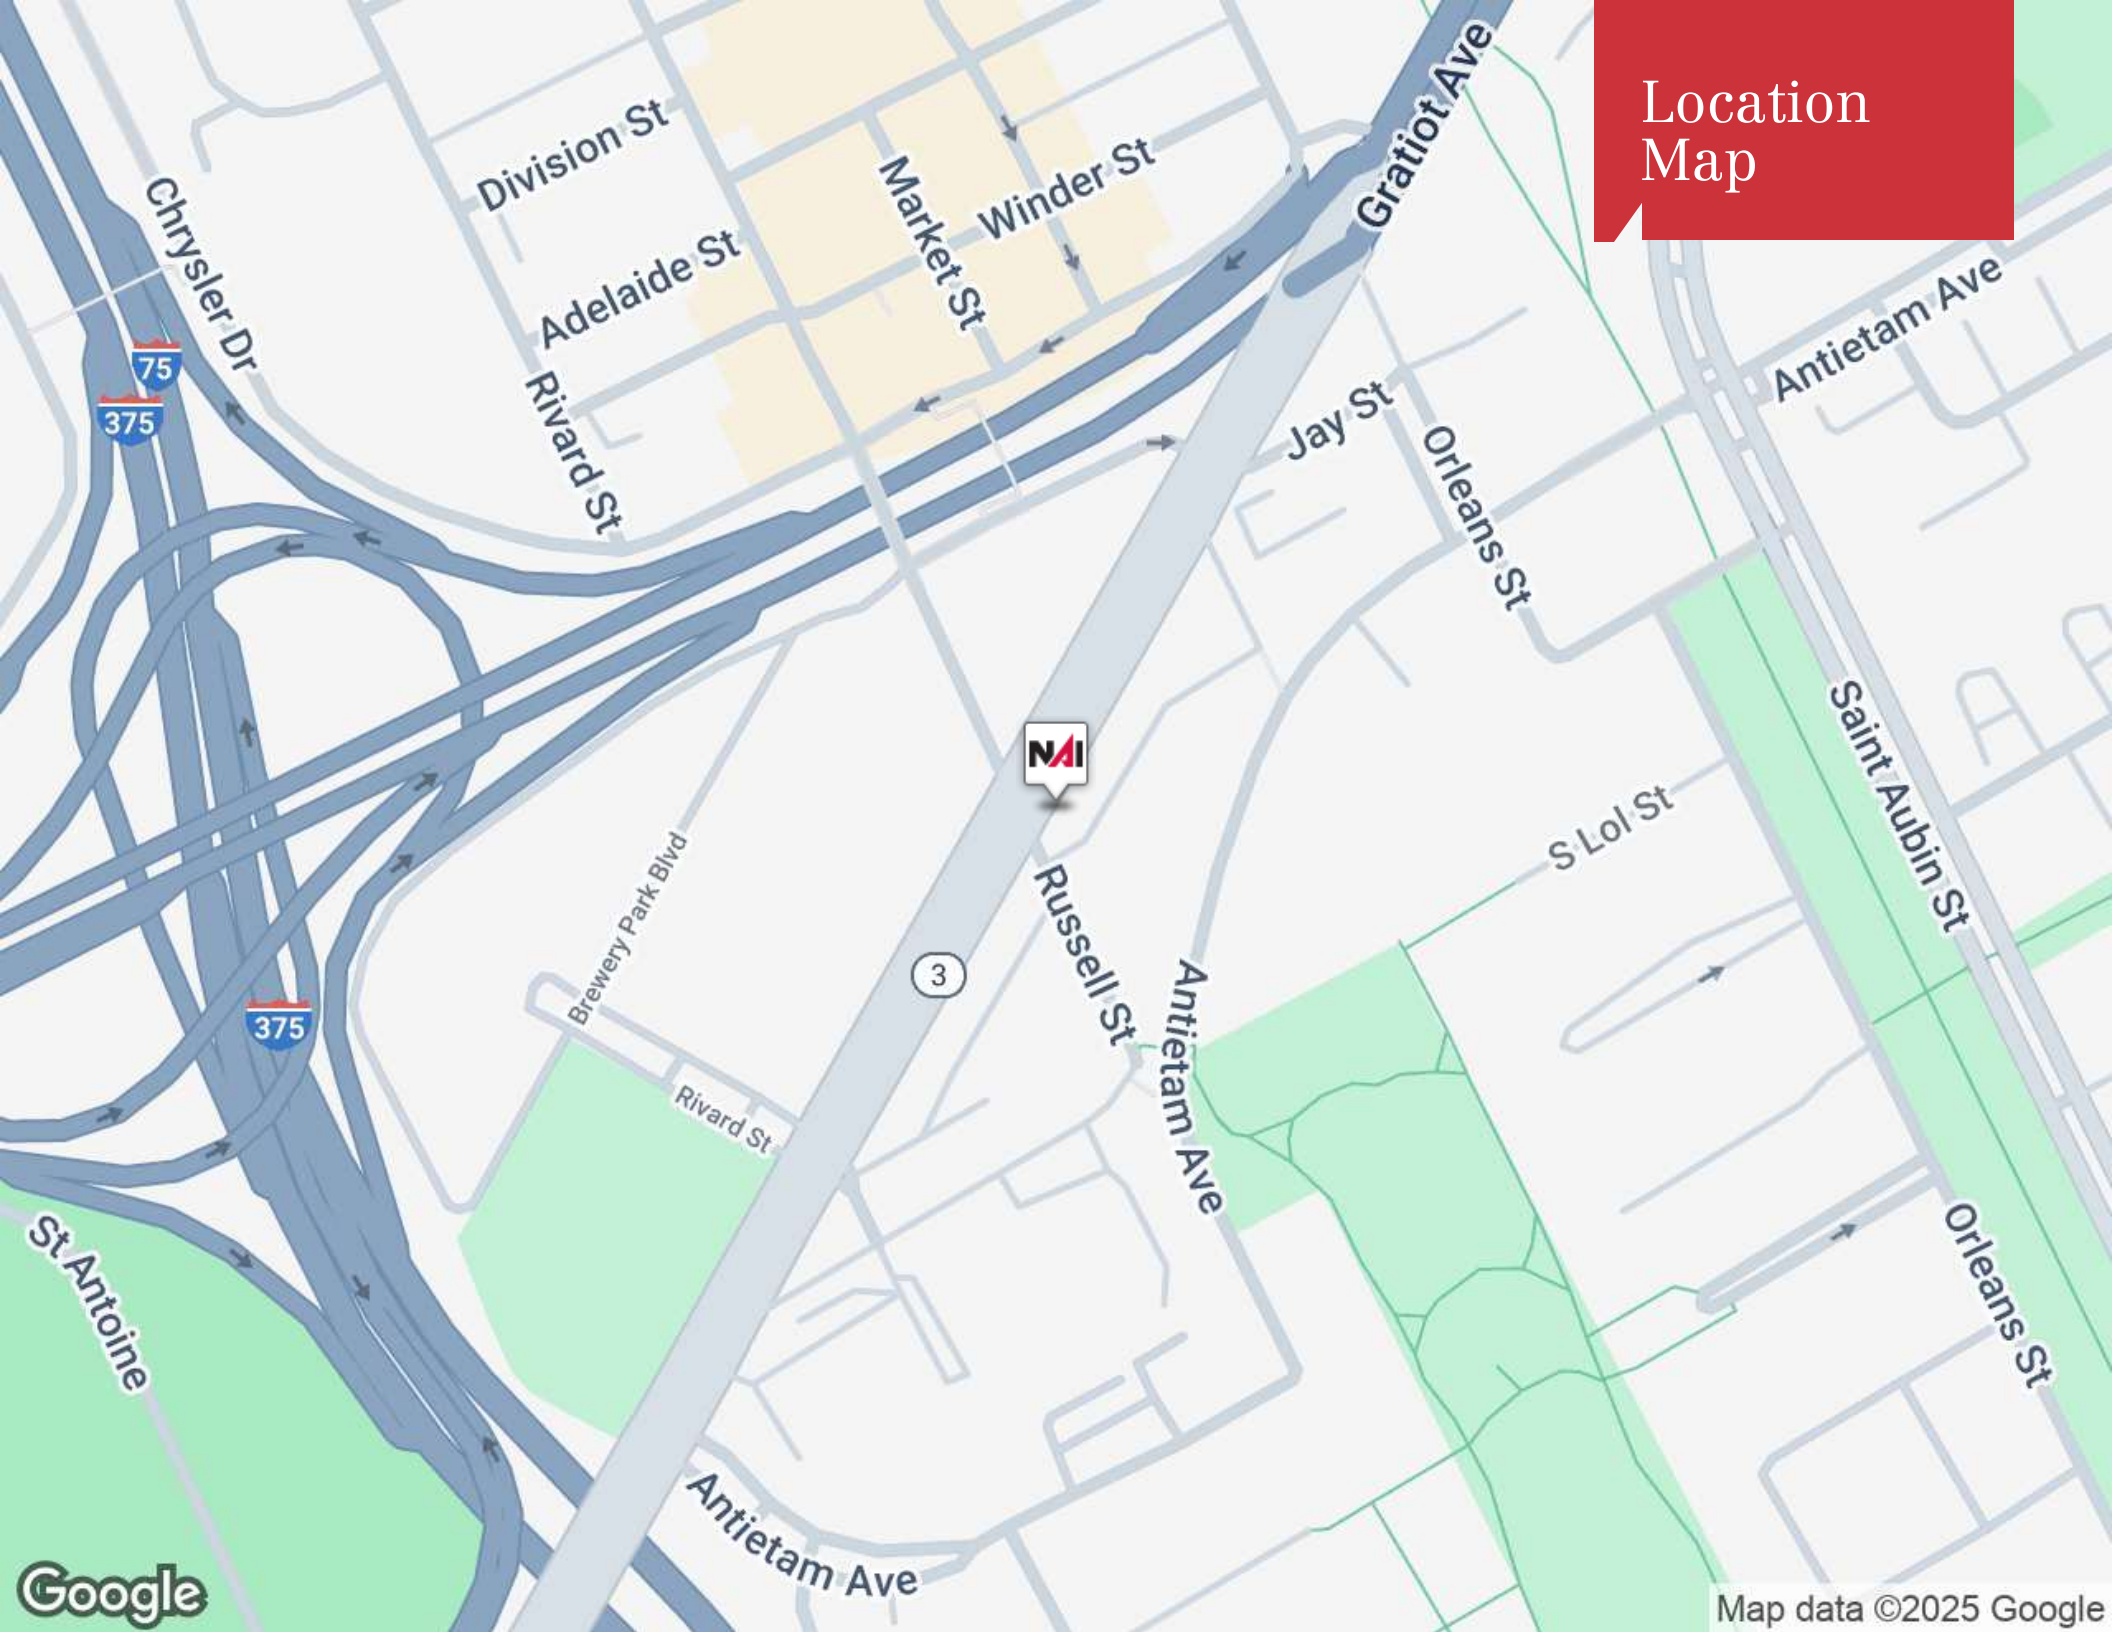 Location
Map
Gratiot Ave
Division St
Market St
Winder St
Chrysler Dr
Adelaide St
Antietam Ave
75
375
Rivard St
Jay St
Orleans St
NAI
Saint Aubin St
S Lol St
Brewery Park Blvd
Russell St
3
375
Antietam Ave
Rivard St
St Antoine
Orleans St
Antietam Ave
Google
Map data ©2025 Google